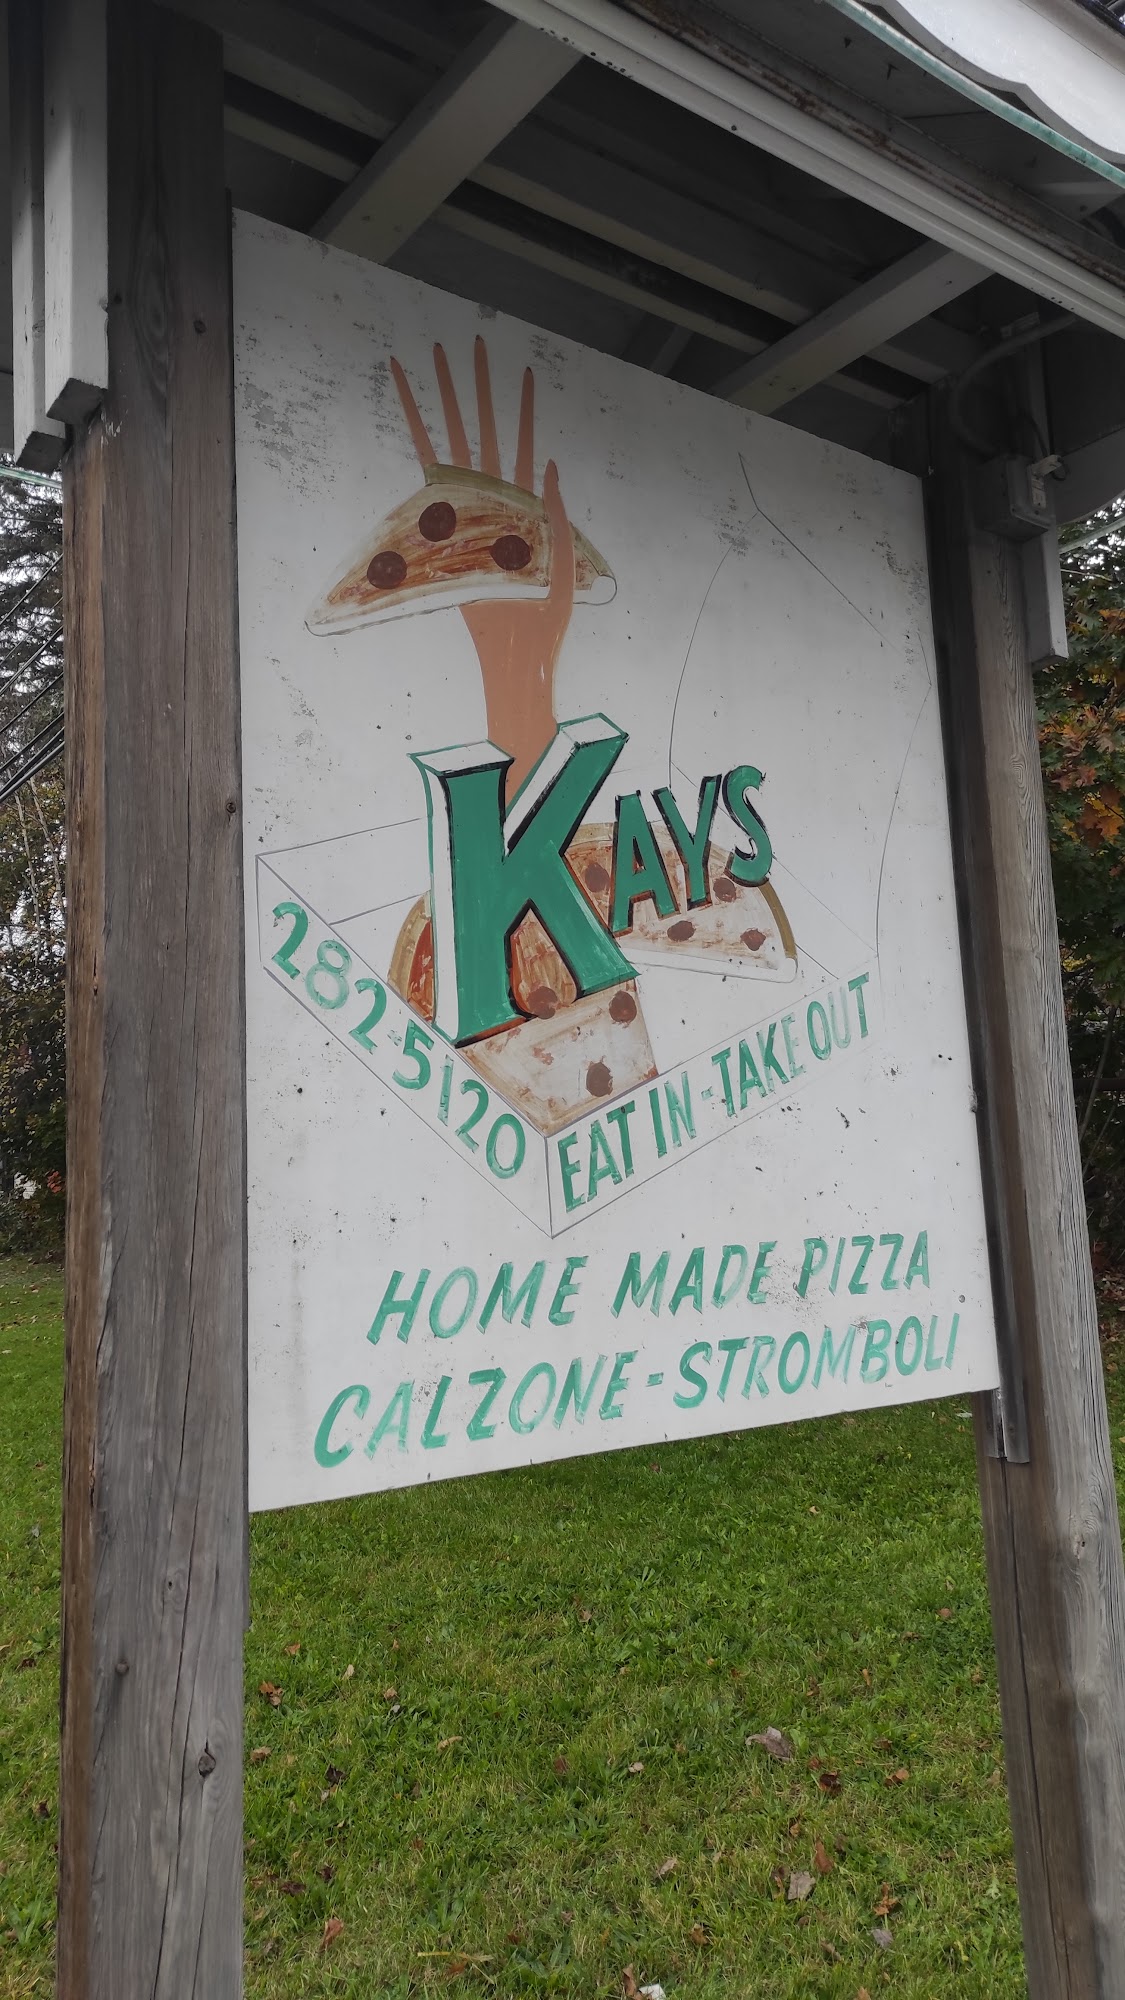 KAYS
282-5120
EAT IN - TAKE OUT
HOME MADE PIZZA
CALZONE - STROMBOLI